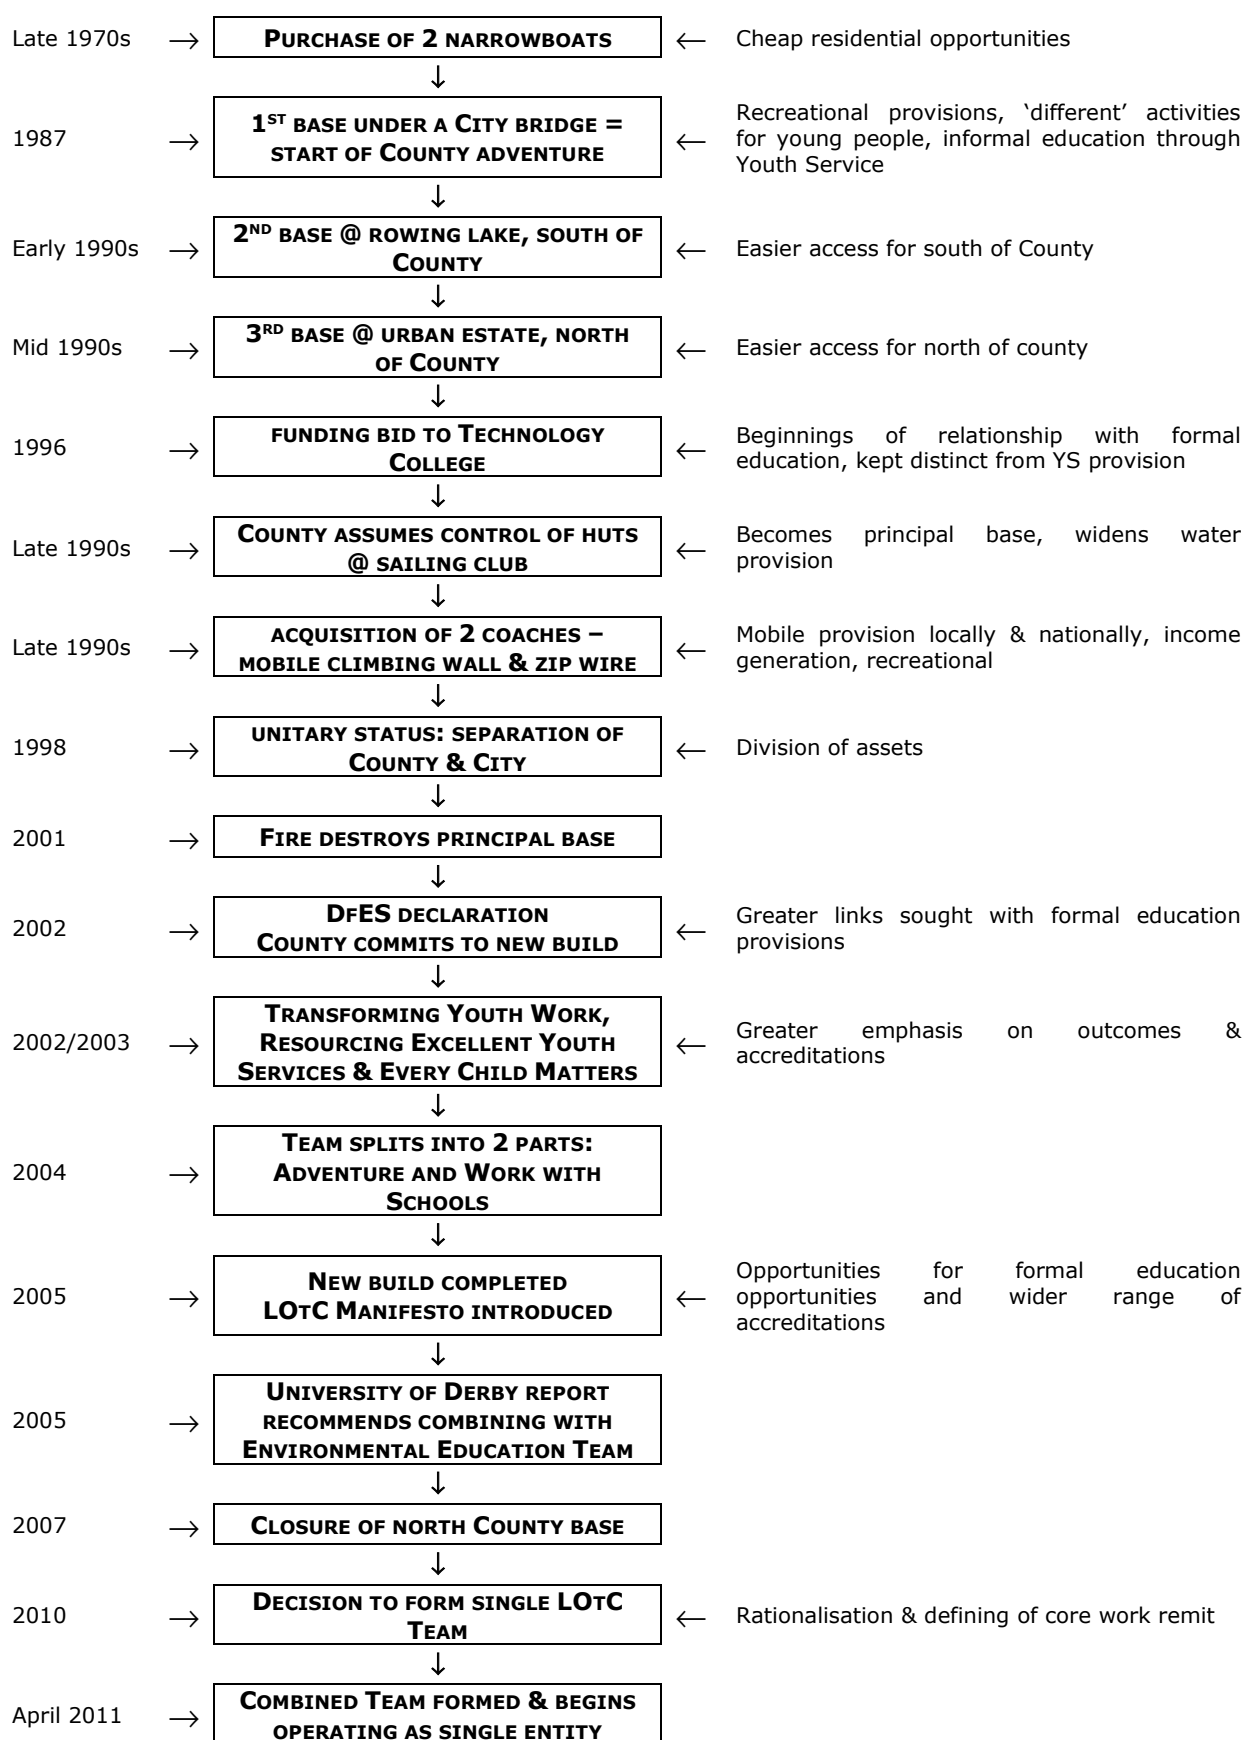 Late 1970s → PURCHASE OF 2 NARROWBOATS ← Cheap residential opportunities
↓
1987 → 1ST BASE UNDER A CITY BRIDGE = START OF COUNTY ADVENTURE ← Recreational provisions, ‘different’ activities
for young people, informal education through
Youth Service
↓
Early 1990s → 2ND BASE @ ROWING LAKE, SOUTH OF
COUNTY ← Easier access for south of County
↓
Mid 1990s → 3RD BASE @ URBAN ESTATE, NORTH
OF COUNTY ← Easier access for north of county
↓
1996 → FUNDING BID TO TECHNOLOGY
COLLEGE ← Beginnings of relationship with formal
education, kept distinct from YS provision
↓
Late 1990s → COUNTY ASSUMES CONTROL OF HUTS
@ SAILING CLUB ← Becomes principal base, widens water
provision
↓
Late 1990s → ACQUISITION OF 2 COACHES –
MOBILE CLIMBING WALL & ZIP WIRE ← Mobile provision locally & nationally, income
generation, recreational
↓
1998 → UNITARY STATUS: SEPARATION OF
COUNTY & CITY ← Division of assets
↓
2001 → FIRE DESTROYS PRINCIPAL BASE
↓
2002 → DFES DECLARATION
COUNTY COMMITS TO NEW BUILD ← Greater links sought with formal education
provisions
↓
2002/2003 → TRANSFORMING YOUTH WORK,
RESOURCING EXCELLENT YOUTH
SERVICES & EVERY CHILD MATTERS ← Greater emphasis on outcomes &
accreditations
↓
2004 → TEAM SPLITS INTO 2 PARTS:
ADVENTURE AND WORK WITH
SCHOOLS
↓
2005 → NEW BUILD COMPLETED
LOTC MANIFESTO INTRODUCED ← Opportunities for formal education
opportunities and wider range of
accreditations
↓
2005 → UNIVERSITY OF DERBY REPORT
RECOMMENDS COMBINING WITH
ENVIRONMENTAL EDUCATION TEAM
↓
2007 → CLOSURE OF NORTH COUNTY BASE
↓
2010 → DECISION TO FORM SINGLE LOTC
TEAM ← Rationalisation & defining of core work remit
↓
April 2011 → COMBINED TEAM FORMED & BEGINS
OPERATING AS SINGLE ENTITY